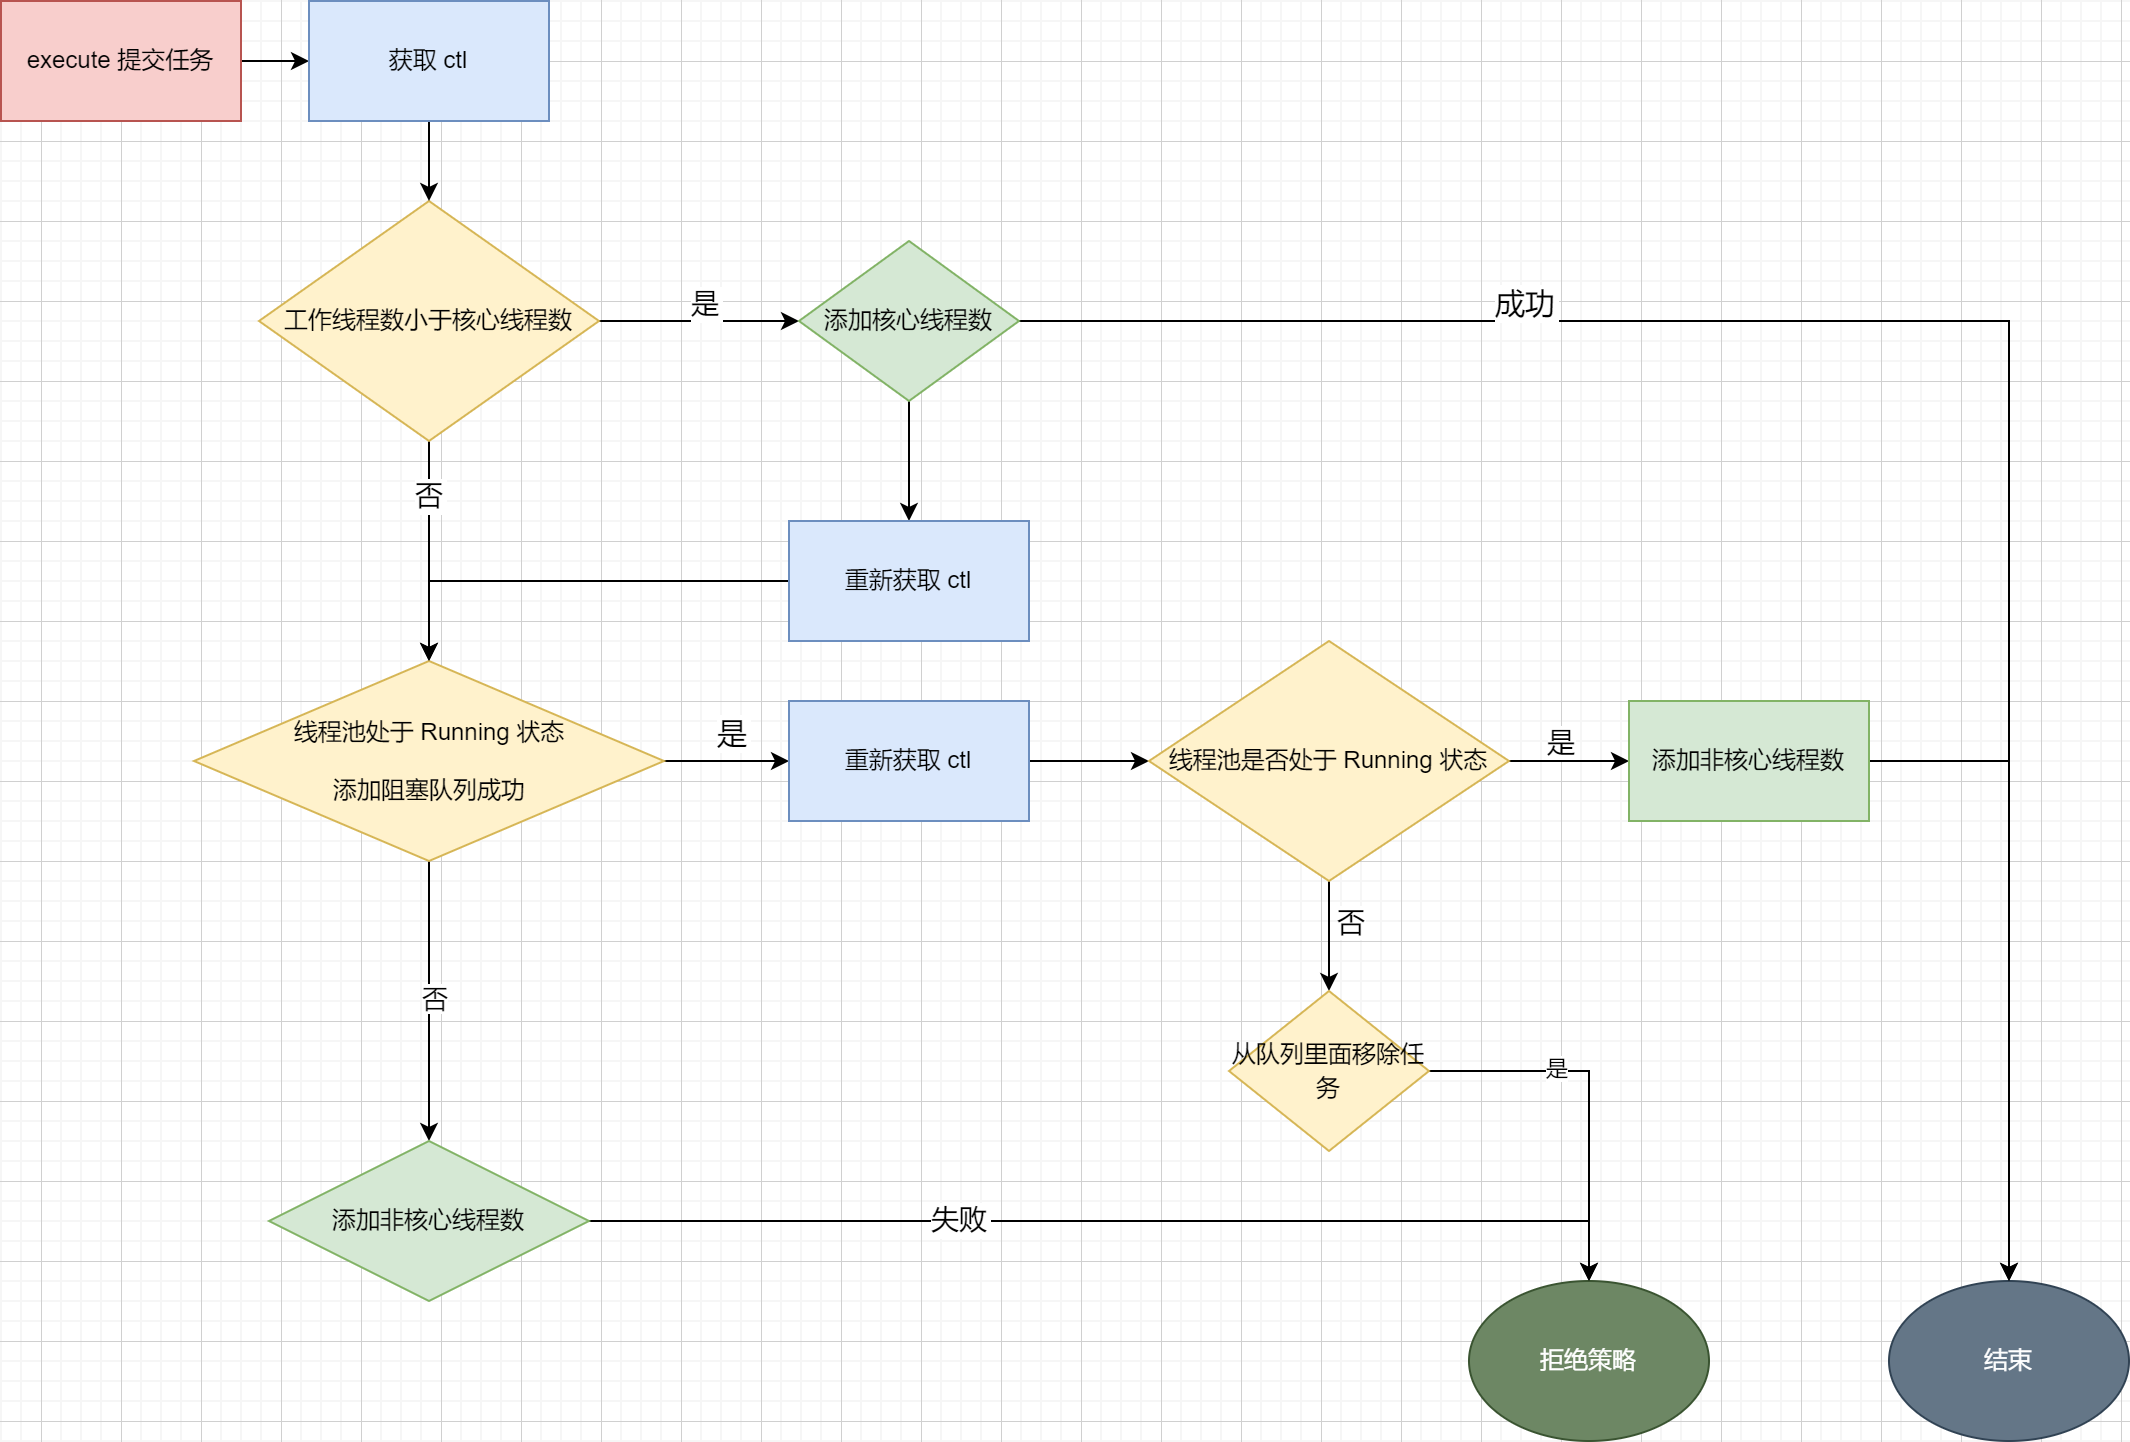 execute 提交任务
获取 ctl
工作线程数小于核心线程数
是
添加核心线程数
成功
否
重新获取 ctl
线程池处于 Running 状态
添加阻塞队列成功
是
重新获取 ctl
线程池是否处于 Running 状态
是
添加非核心线程数
否
否
从队列里面移除任
务
是
添加非核心线程数
失败
拒绝策略
结束